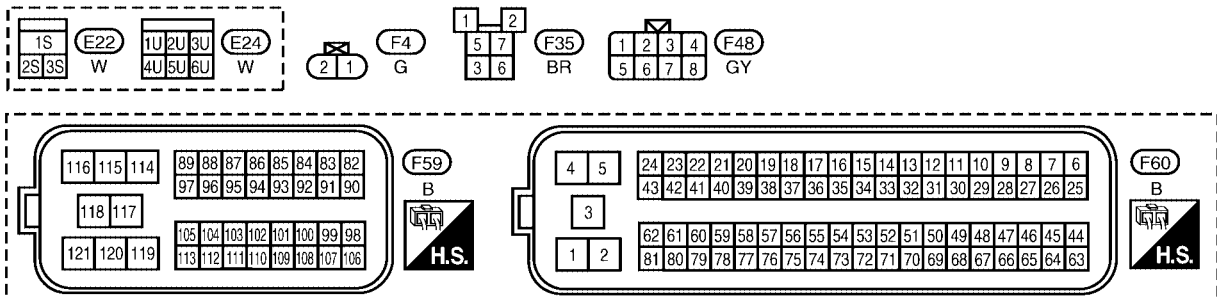 1S
2S 3S
E22
W
1U 2U 3U
4U 5U 6U
E24
W
2 1
F4
G
1 2
5 7
3 6
F35
BR
1 2 3 4
5 6 7 8
F48
GY
116 115 114
118 117
121 120 119
89 88 87 86 85 84 83 82
97 96 95 94 93 92 91 90
105 104 103 102 101 100 99 98
113 112 111 110 109 108 107 106
F59
B
H.S.
4 5
3
1 2
24 23 22 21 20 19 18 17 16 15 14 13 12 11 10 9 8 7 6
43 42 41 40 39 38 37 36 35 34 33 32 31 30 29 28 27 26 25
62 61 60 59 58 57 56 55 54 53 52 51 50 49 48 47 46 45 44
81 80 79 78 77 76 75 74 73 72 71 70 69 68 67 66 65 64 63
F60
B
H.S.